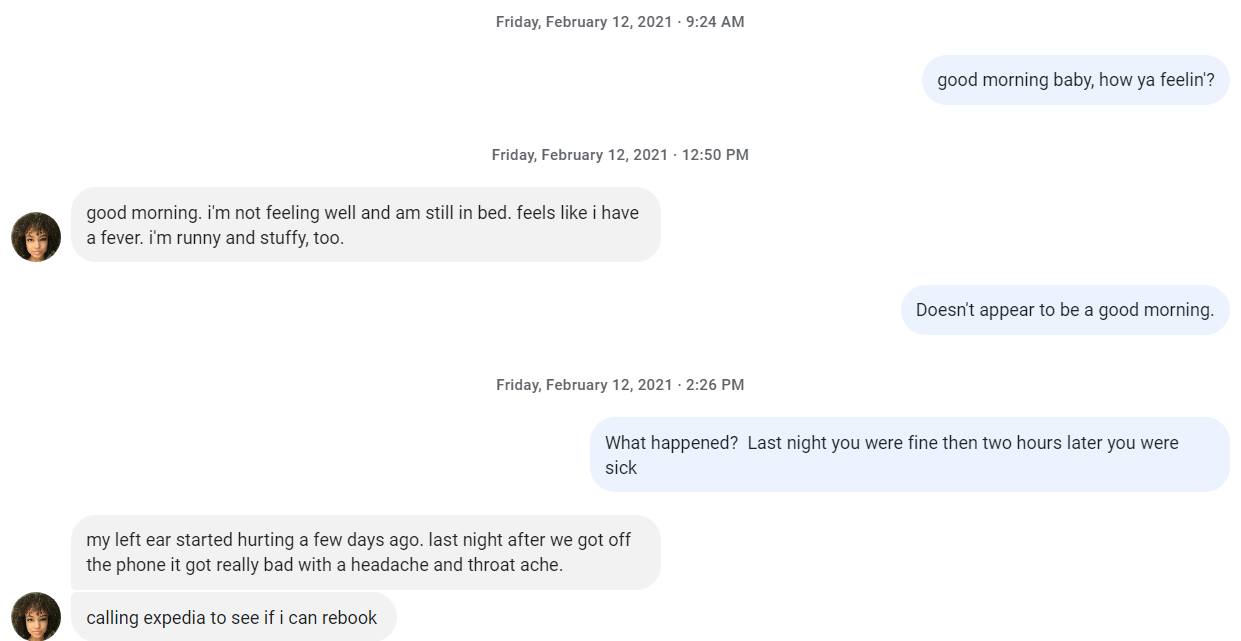 Friday, February 12, 2021 · 9:24 AM
good morning baby, how ya feelin'?
Friday, February 12, 2021 · 12:50 PM
good morning. i'm not feeling well and am still in bed. feels like i have
a fever. i'm runny and stuffy, too.
Doesn't appear to be a good morning.
Friday, February 12, 2021 · 2:26 PM
What happened?  Last night you were fine then two hours later you were
sick
my left ear started hurting a few days ago. last night after we got off
the phone it got really bad with a headache and throat ache.
calling expedia to see if i can rebook